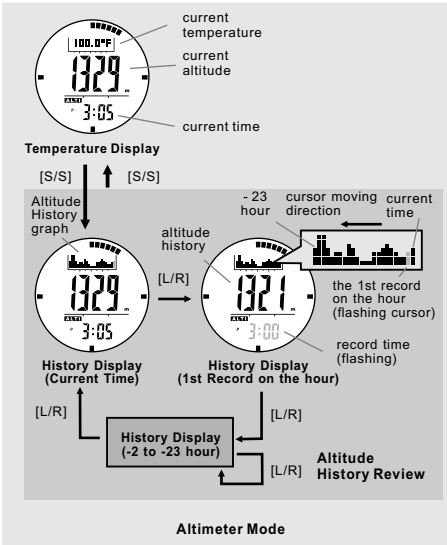 current
temperature
100.0°F
current
altitude
1329 m
ALTI
P 3:05
current time
Temperature Display
[S/S]
[S/S]
Altitude
History
graph
altitude
history
- 23
hour
cursor moving
direction
current
time
the 1st record
on the hour
(flashing cursor)
1329 m
ALTI
P 3:05
[L/R]
1321 m
ALTI
P 3:00
record time
(flashing)
History Display
(Current Time)
History Display
(1st Record on the hour)
[L/R]
[L/R]
History Display
(-2 to -23 hour)
[L/R]
Altitude
History Review
Altimeter Mode